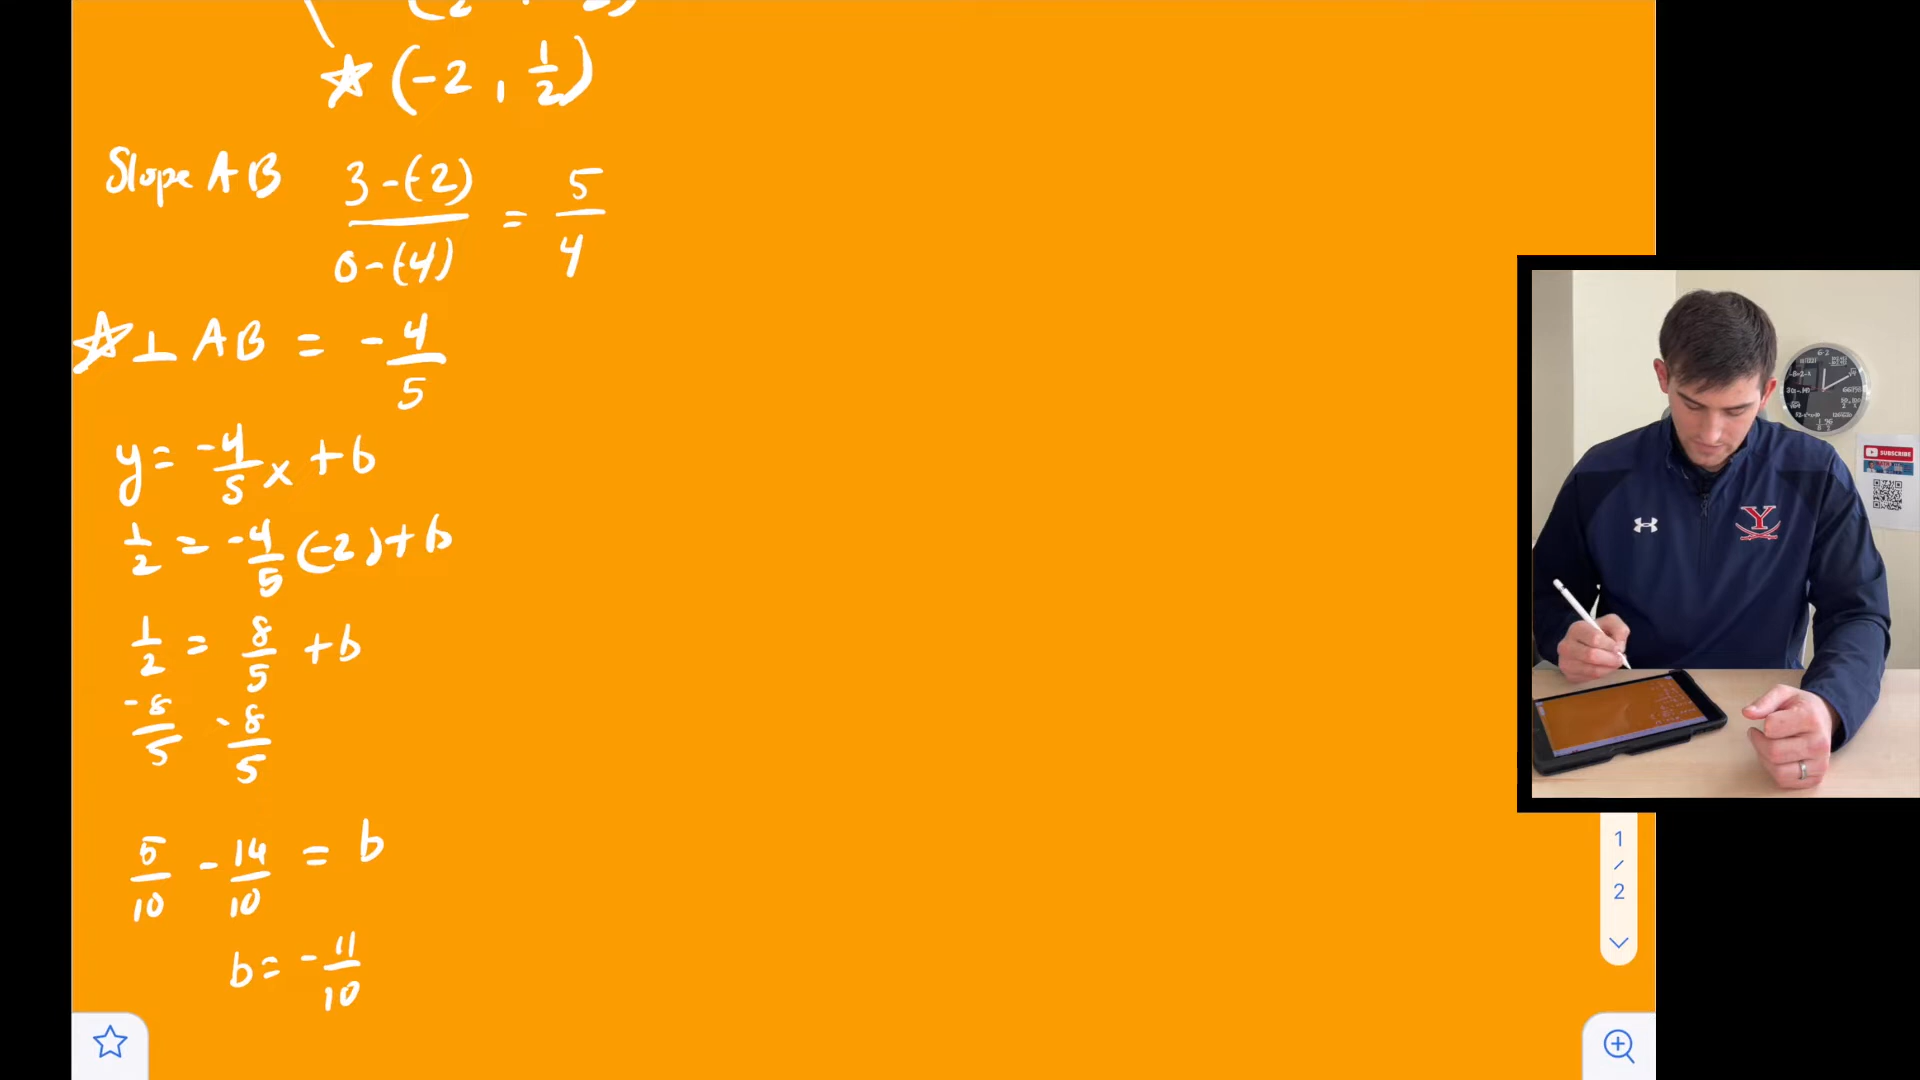 (-2, 1/2)
Slope AB 3-(-2) / 0-(-4) = 5/4
⊥ AB = -4/5
y = -4/5 x + b
1/2 = -4/5 (-2) + b
1/2 = 8/5 + b
-8/5 -8/5
5/10 - 14/10 = b
b = -11/10
SUBSCRIBE
Y
1
/
2